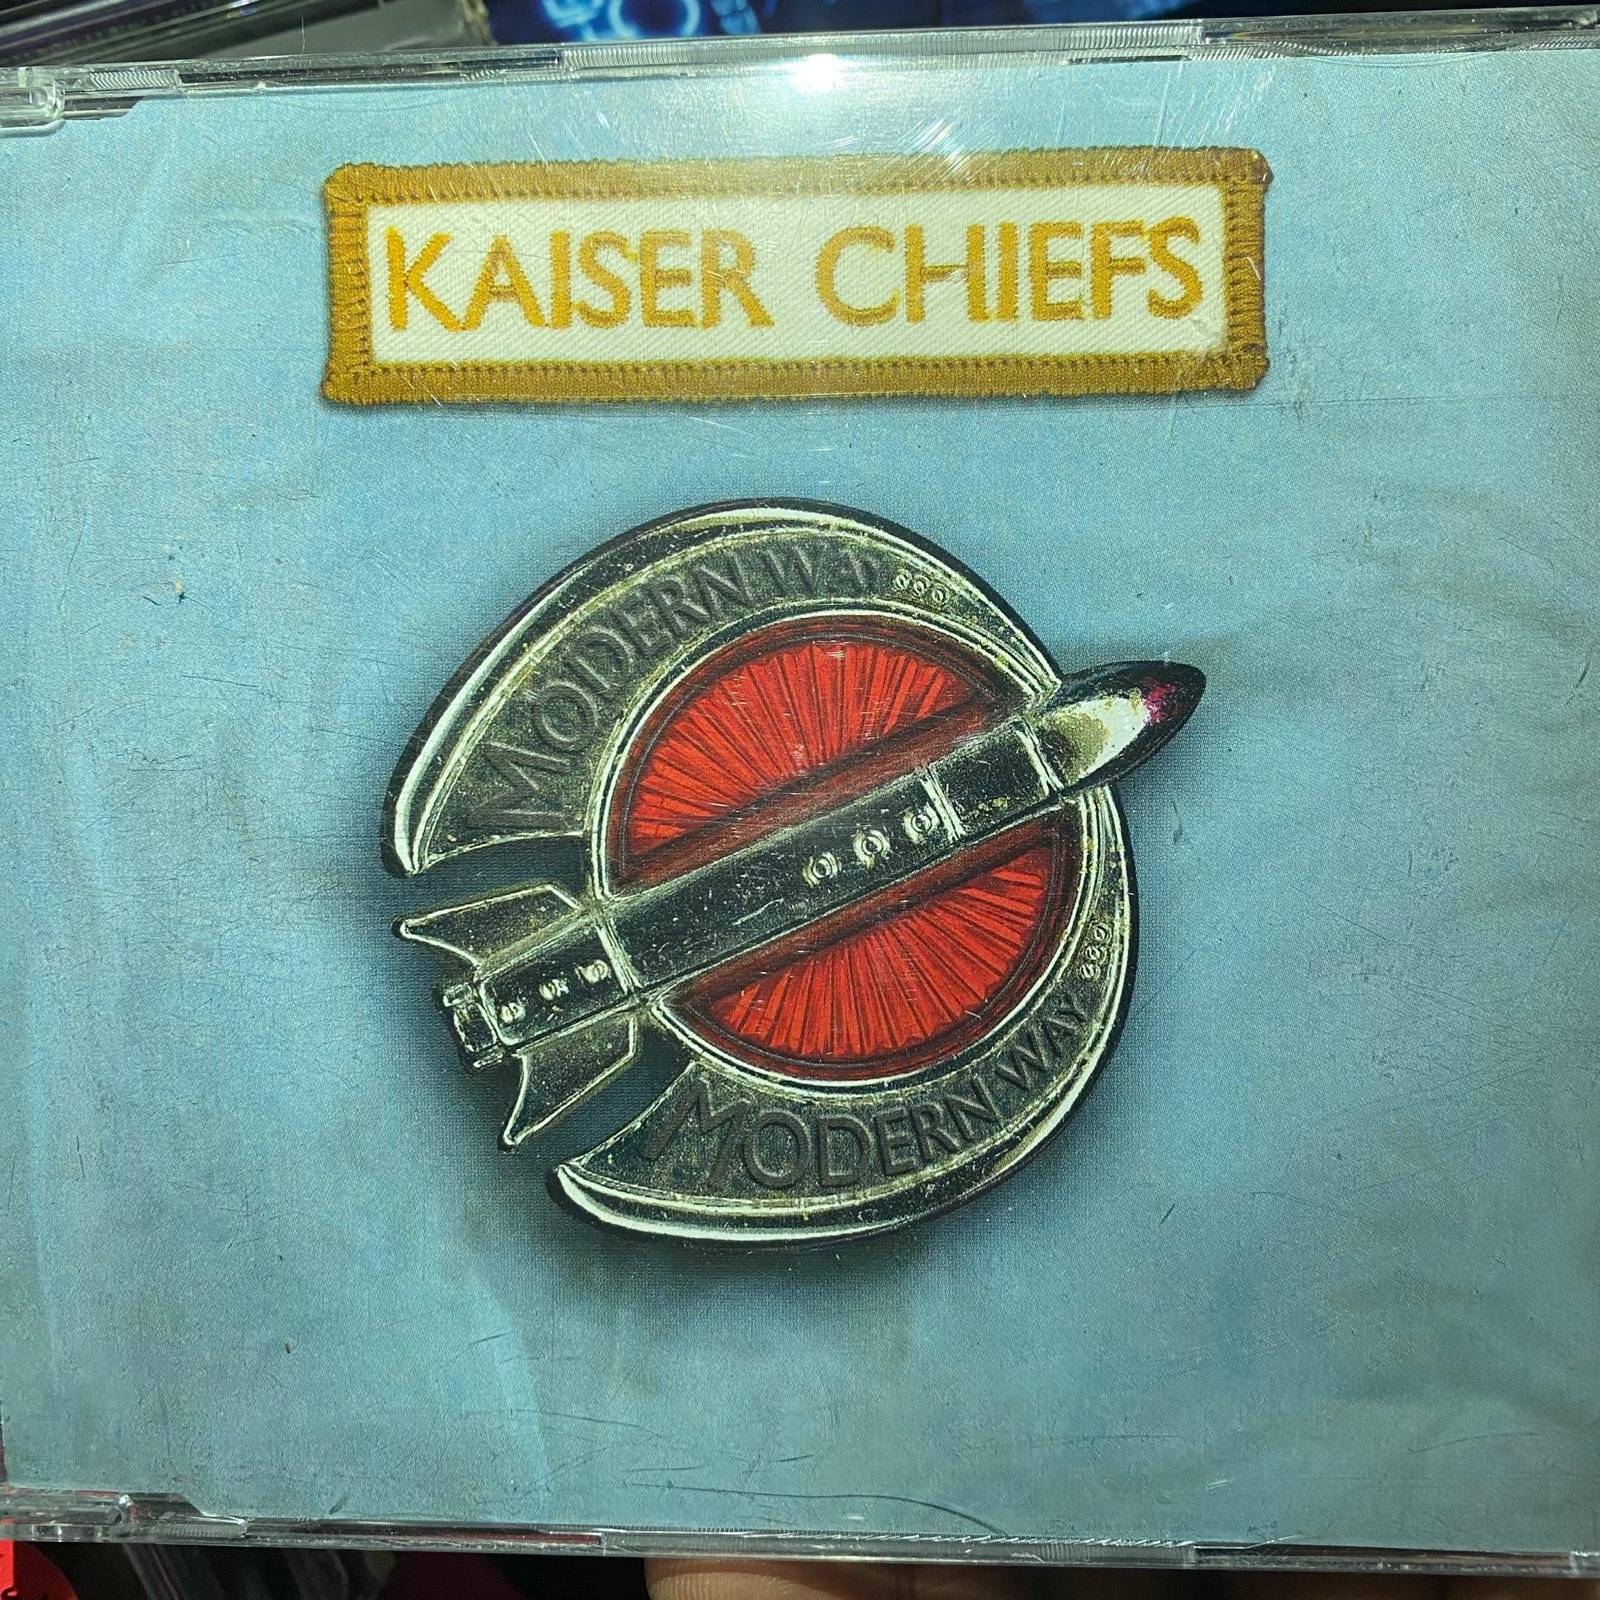 KAISER CHIEFS
MODERN WAY
MODERN WAY